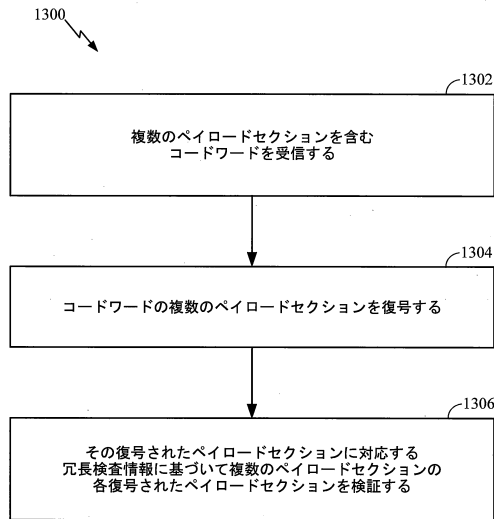 1300
1302
複数のペイロードセクションを含む
コードワードを受信する
1304
コードワードの複数のペイロードセクションを復号する
1306
その復号されたペイロードセクションに対応する
冗長検査情報に基づいて複数のペイロードセクションの
各復号されたペイロードセクションを検証する